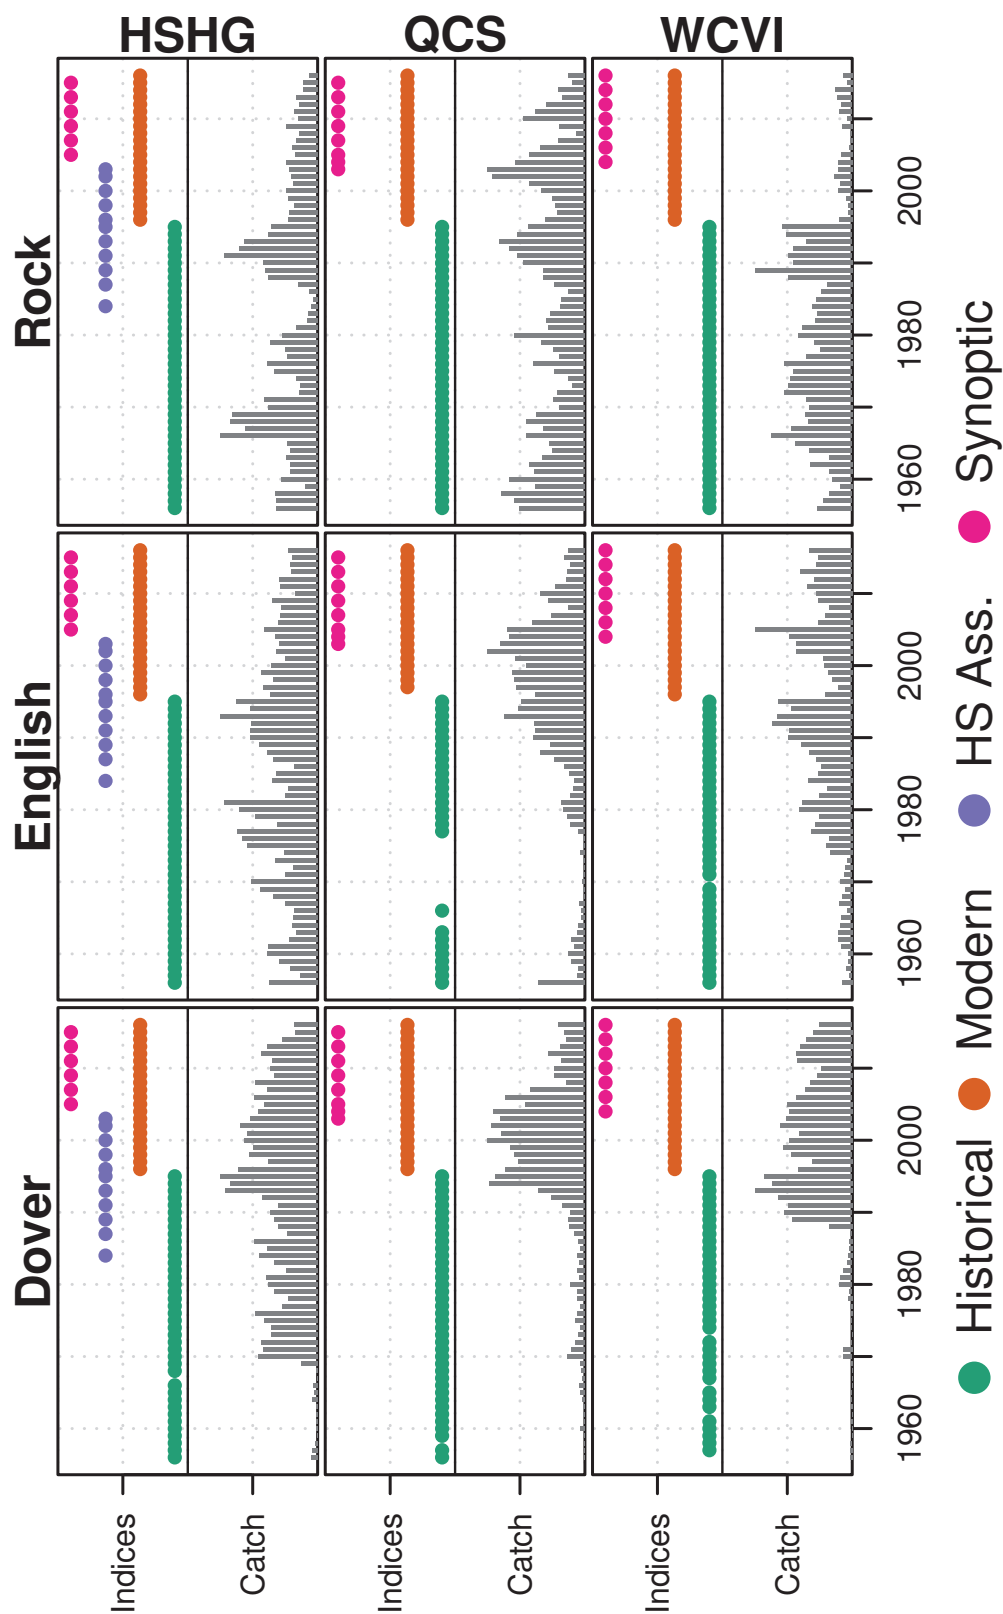 Dover English Rock
HSHG
QCS
WCVI
Indices
Catch
Indices
Catch
Indices
Catch
1960 1980 2000 1960 1980 2000 1960 1980 2000
Historical Modern HS Ass. Synoptic